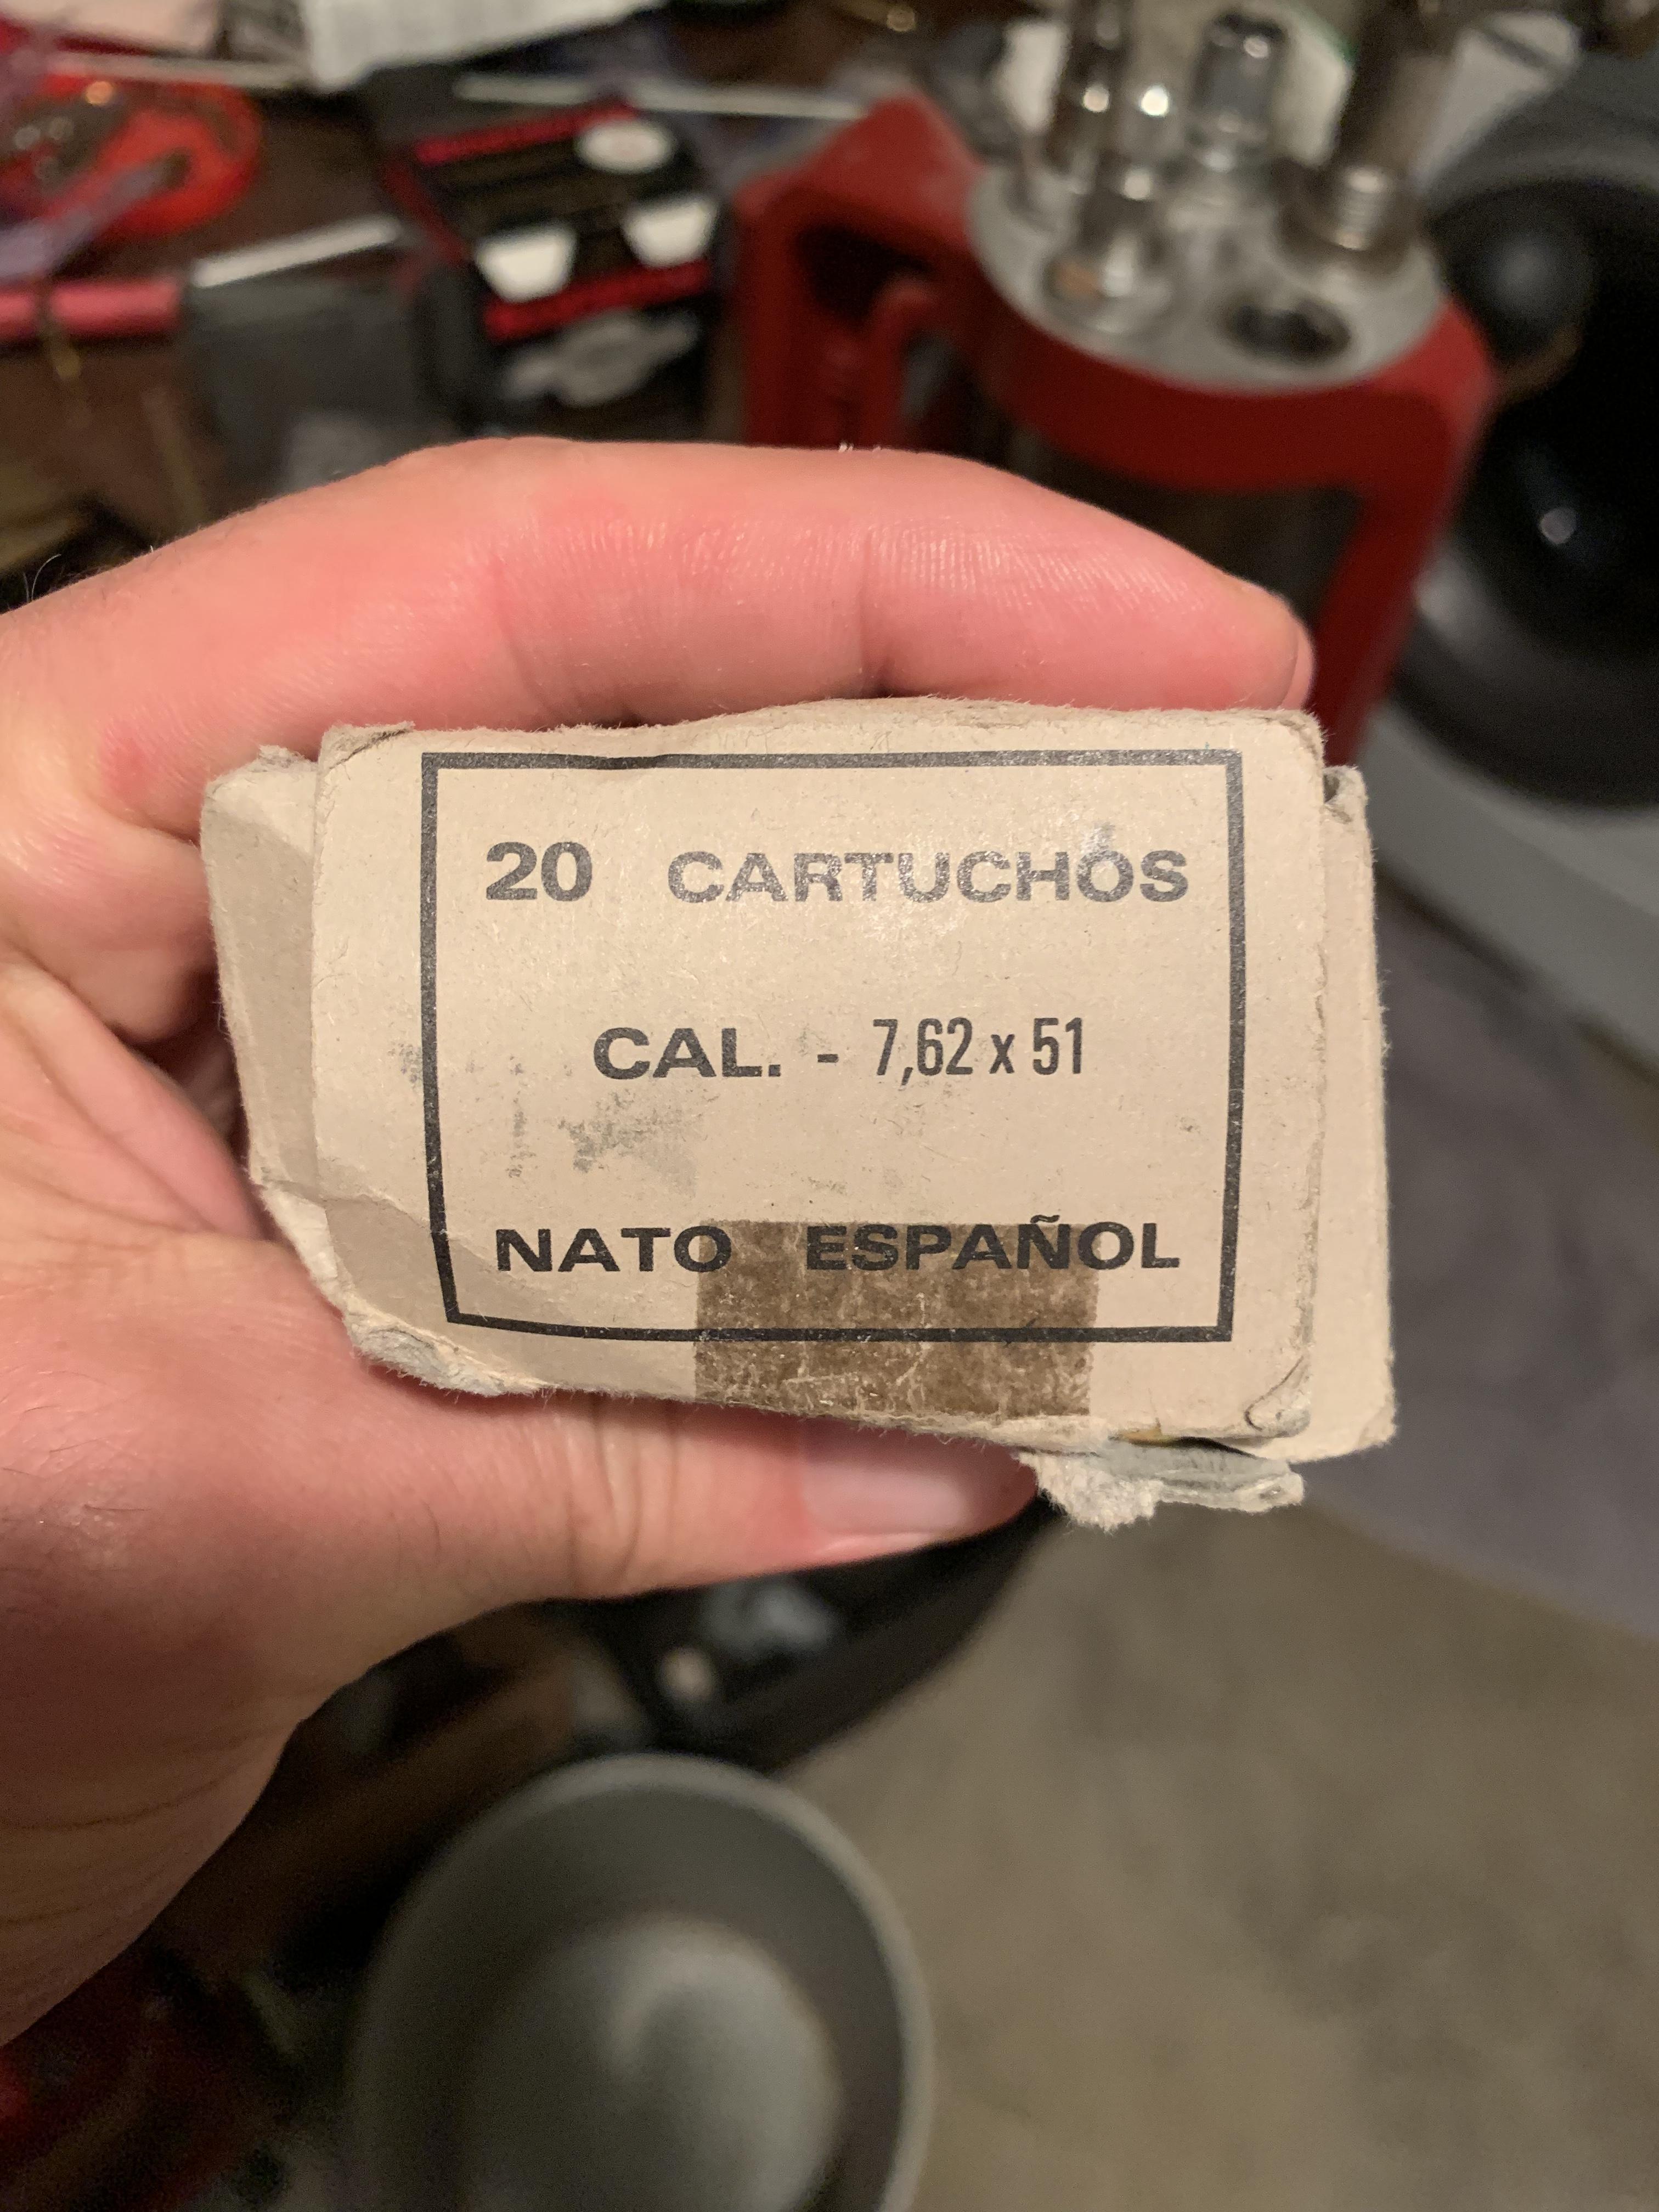 20 CARTUCHOS
CAL. - 7,62 x 51
NATO ESPAÑOL